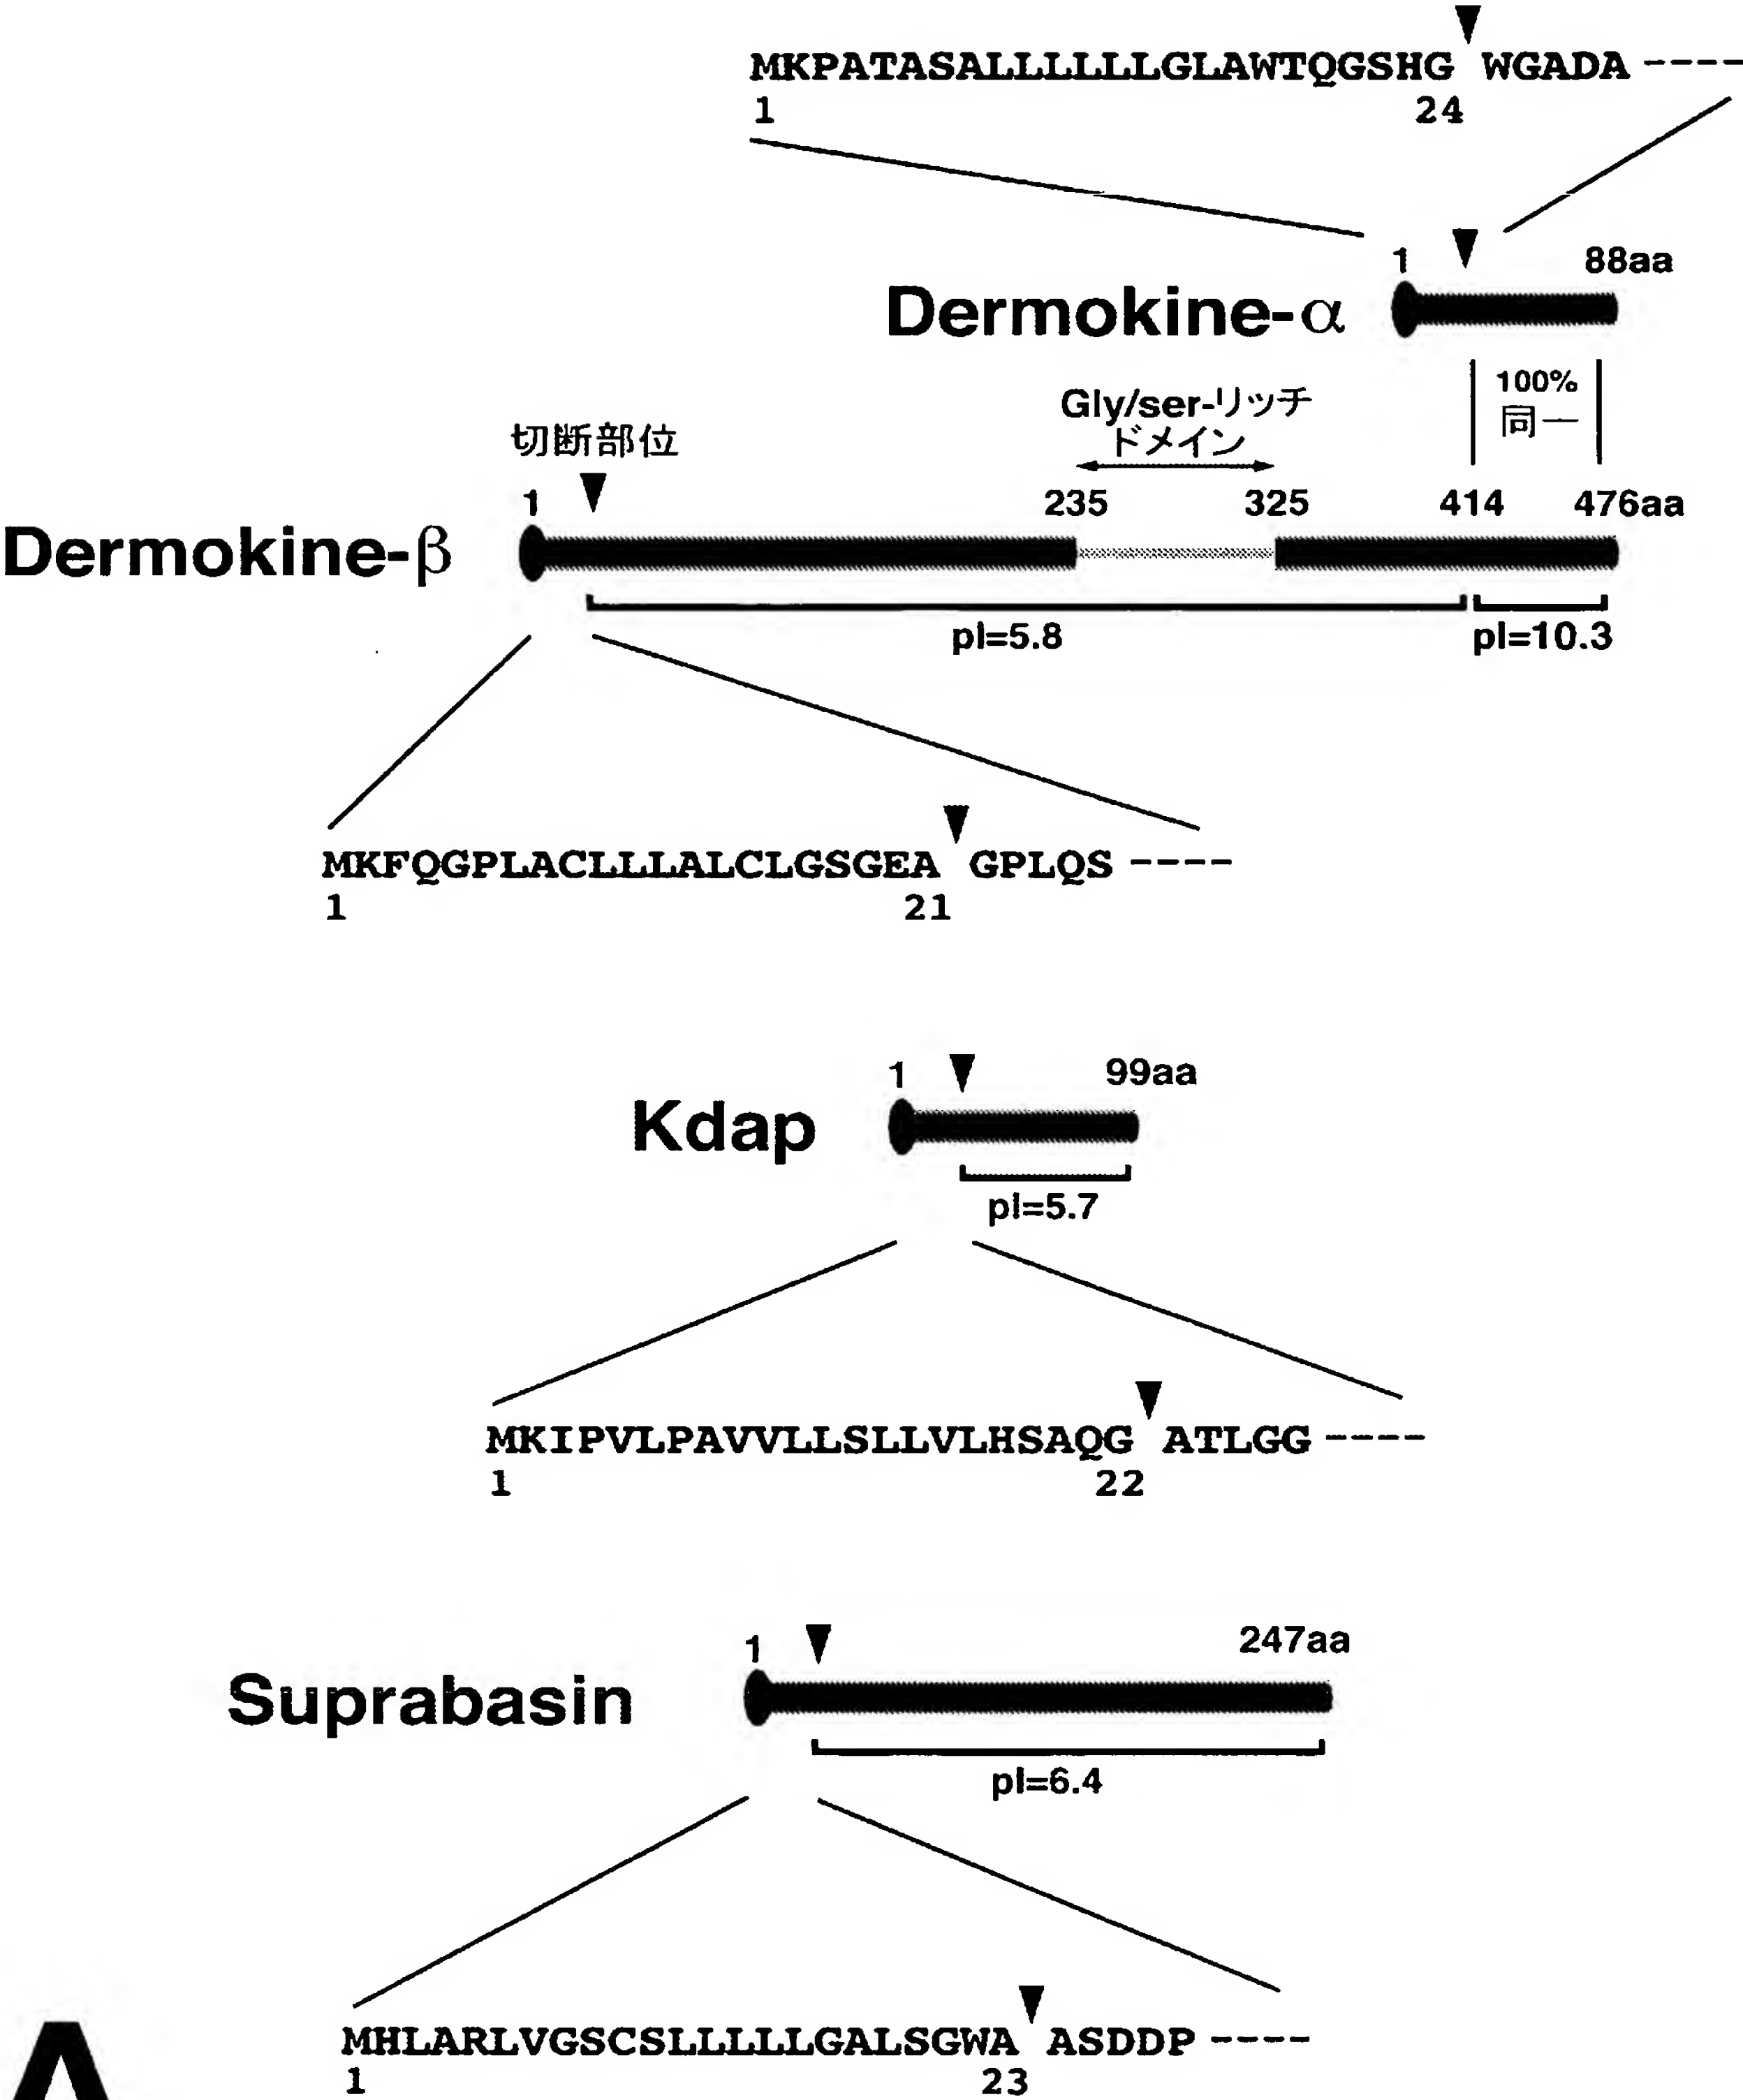 MKPATASALLLLLLLGLAWTQGSHG WGADA ----
1 24
1 88aa
Dermokine-α
100%
同一
Gly/ser-リッチ
ドメイン
切断部位
1 235 325 414 476aa
Dermokine-β
pI=5.8 pI=10.3
MKFQGPLACLLLALCLGSGEA GPLQS ----
1 21
1 99aa
Kdap
pI=5.7
MKIPVLPAVVLLSLLVLHSAQG ATLGG ----
1 22
1 247aa
Suprabasin
pI=6.4
MHLARLVGSCSLLLLLGALSGWA ASDDP ----
1 23